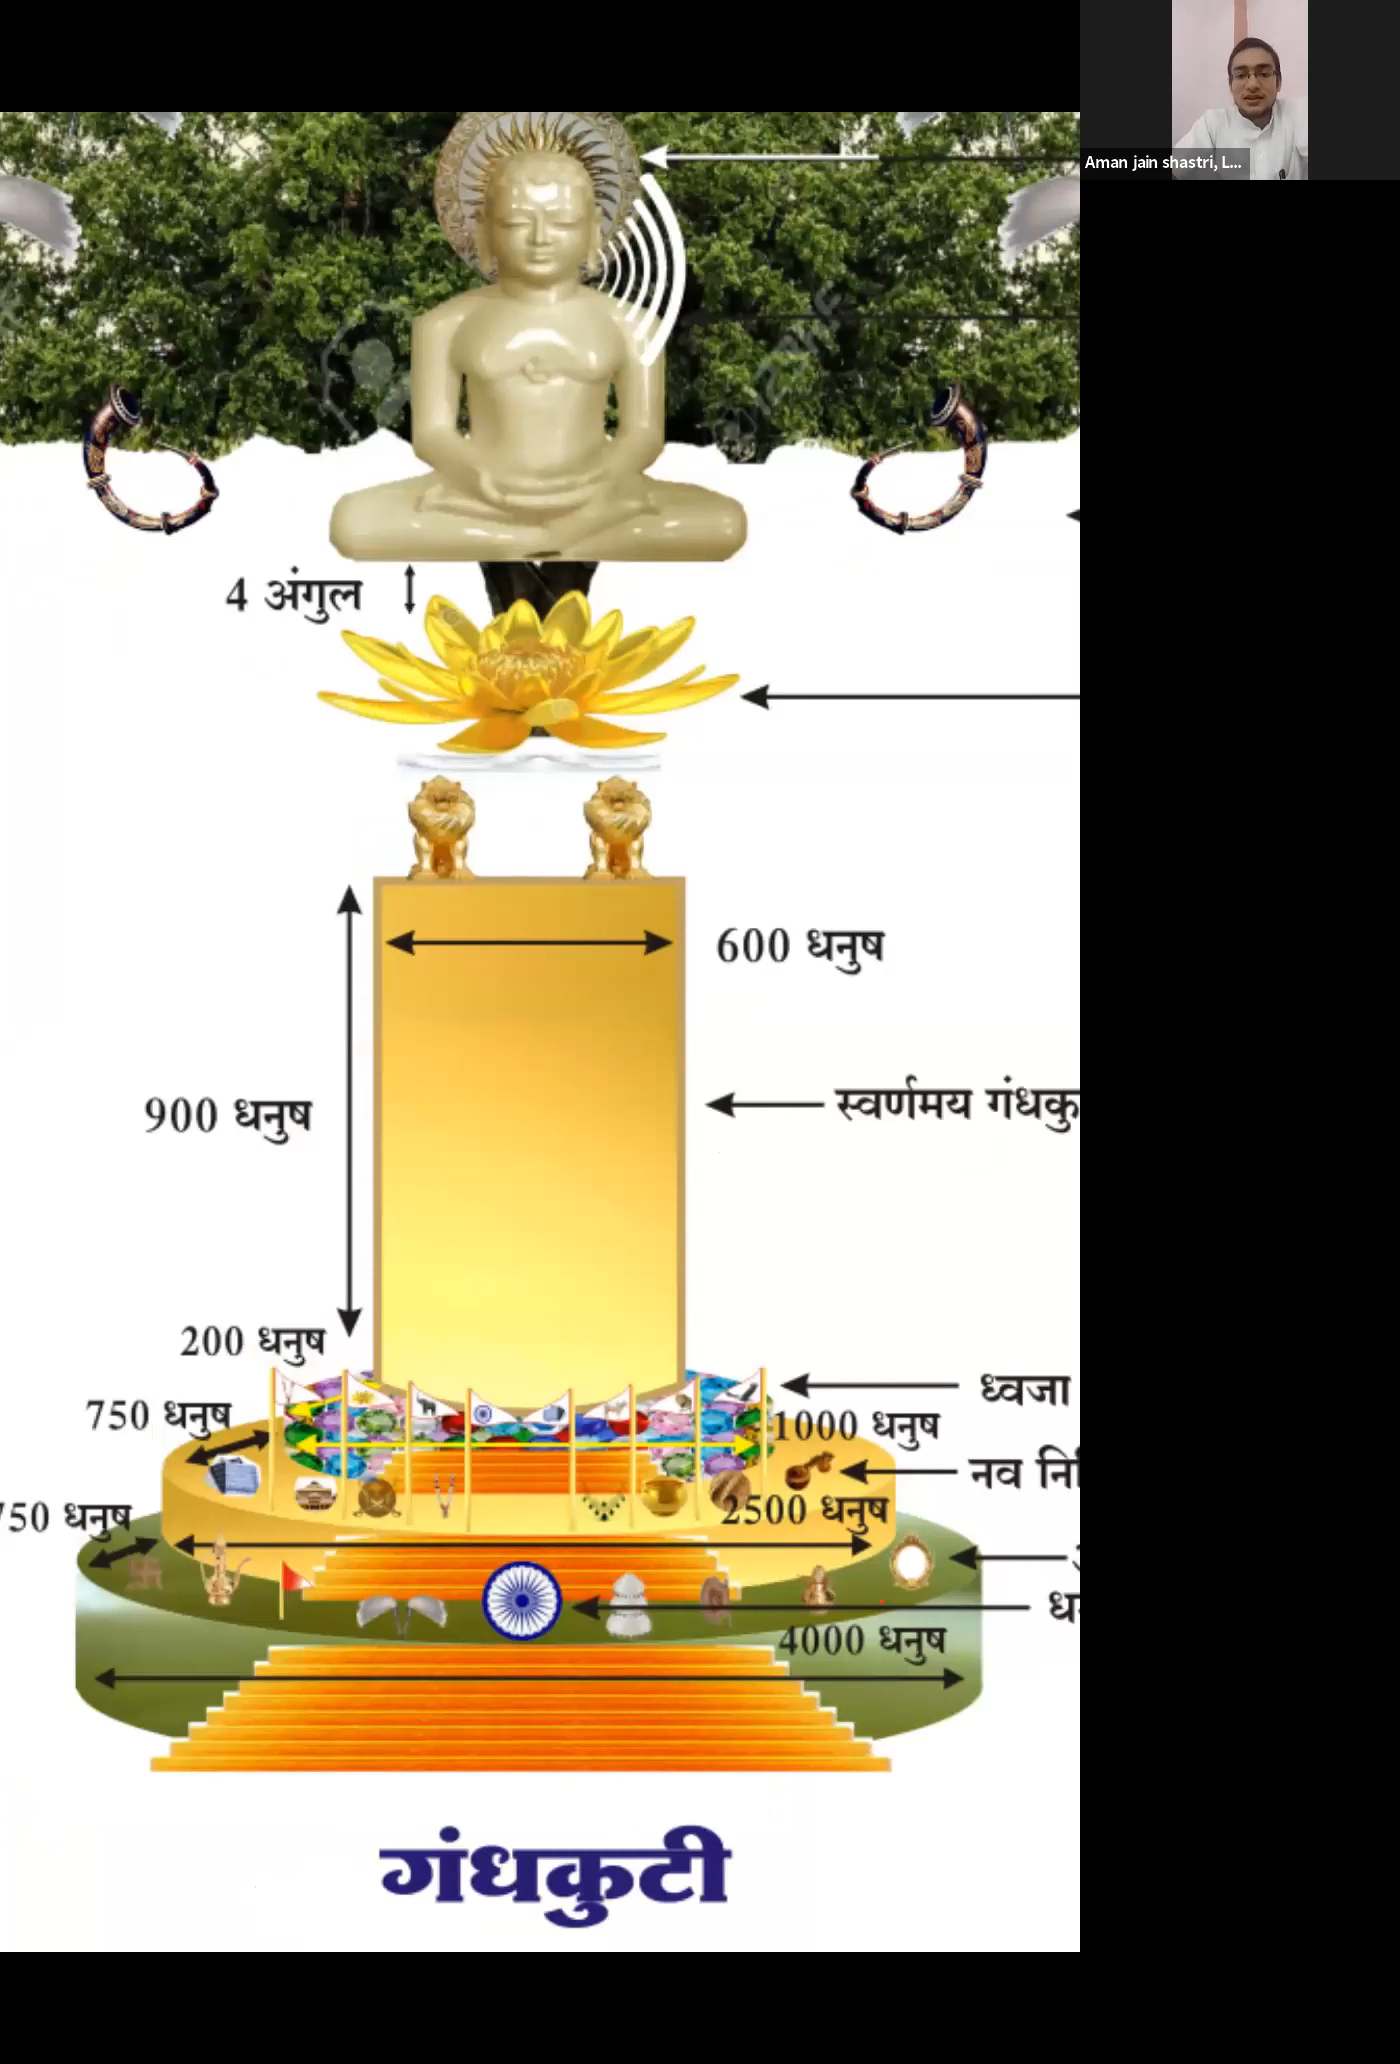 Aman jain shastri, L...
4 अंगुल
600 धनुष
900 धनुष
स्वर्णमय गंधकु
200 धनुष
ध्वजा
750 धनुष
1000 धनुष
नव नि
750 धनुष
2500 धनुष
4000 धनुष
गंधकुटी